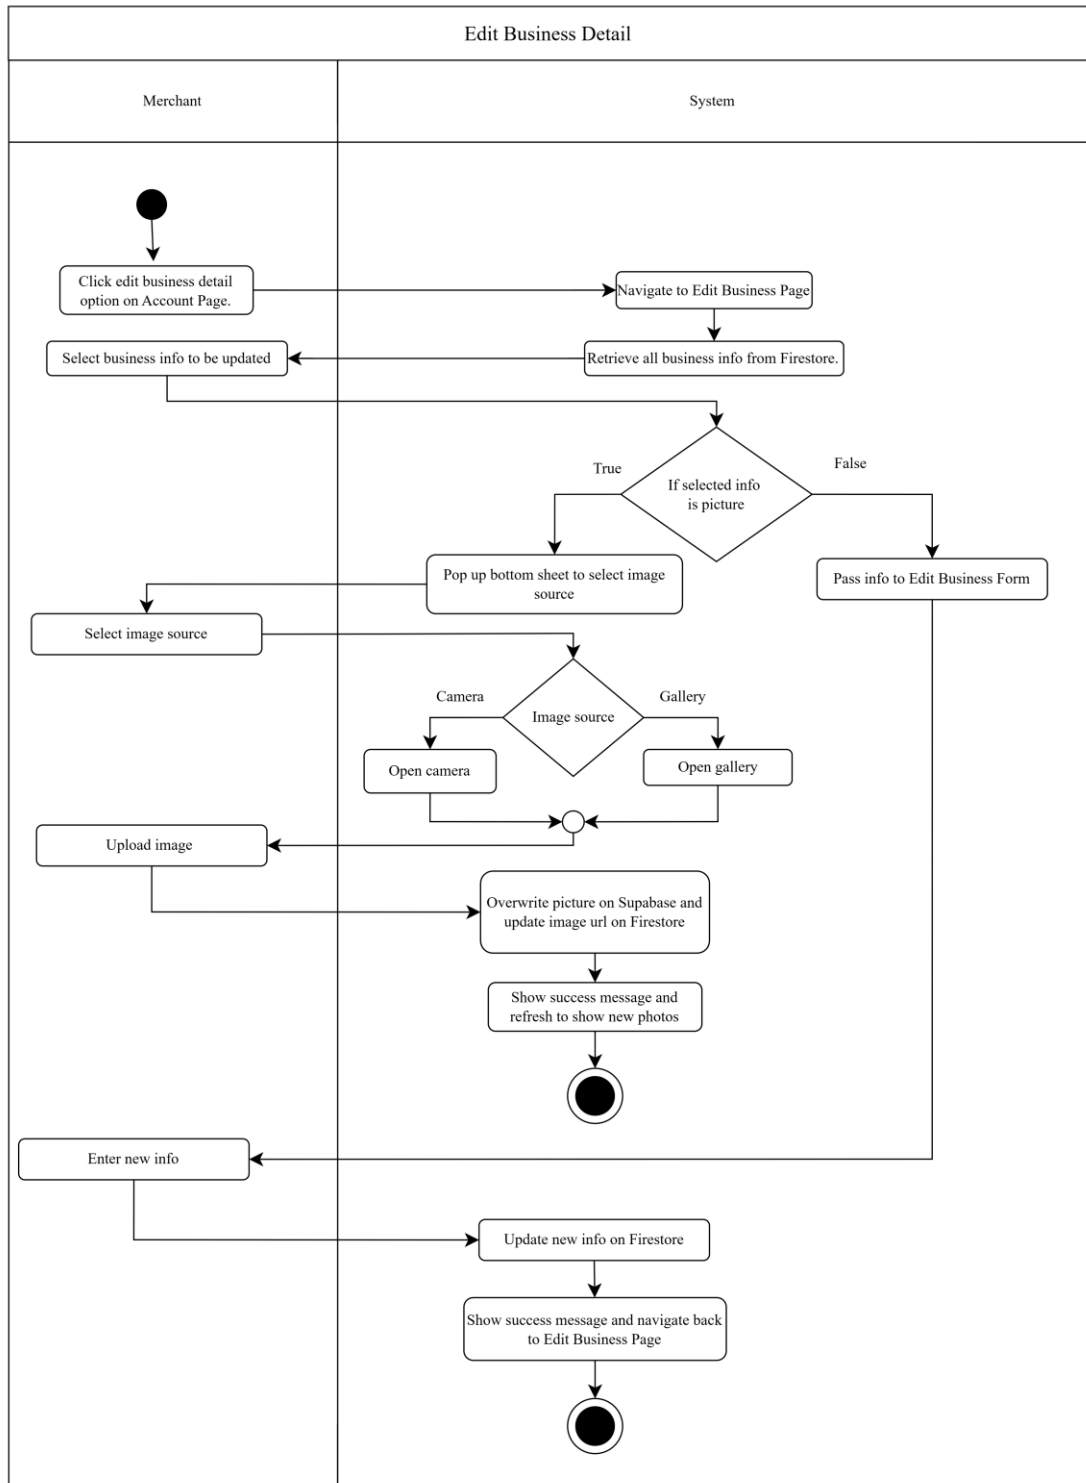 Edit Business Detail
Merchant
System
Click edit business detail
option on Account Page.
Navigate to Edit Business Page
Select business info to be updated
Retrieve all business info from Firestore.
True
False
If selected info
is picture
Pop up bottom sheet to select image
source
Pass info to Edit Business Form
Select image source
Camera
Gallery
Image source
Open camera
Open gallery
Upload image
Overwrite picture on Supabase and
update image url on Firestore
Show success message and
refresh to show new photos
Enter new info
Update new info on Firestore
Show success message and navigate back
to Edit Business Page